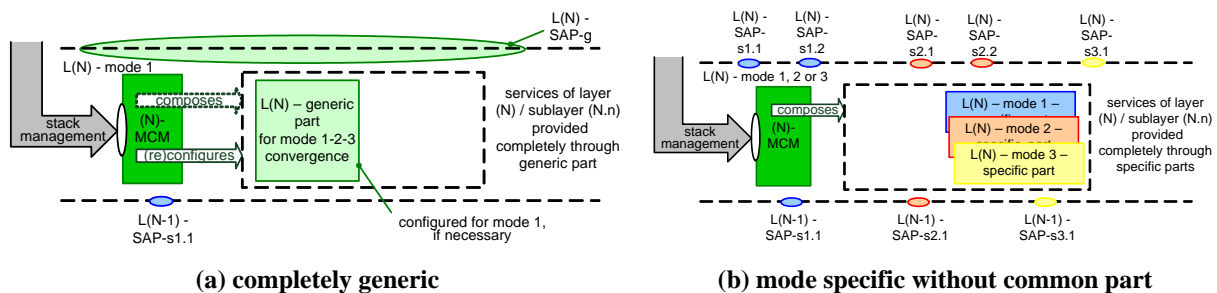 L(N) -
SAP-g
L(N) - mode 1
composes
stack
management
(N)-
MCM
(re)configures
L(N) – generic
part
for mode 1-2-3
convergence
services of layer
(N) / sublayer (N.n)
provided
completely through
generic part
L(N-1) -
SAP-s1.1
configured for mode 1,
if necessary
(a) completely generic
L(N) -
SAP-
s1.1
L(N) -
SAP-
s1.2
L(N) -
SAP-
s2.1
L(N) -
SAP-
s2.2
L(N) -
SAP-
s3.1
L(N) - mode 1, 2 or 3
composes
stack
management
(N)-
MCM
L(N) – mode 1 –
L(N) – mode 2 –
L(N) – mode 3 –
specific part
services of layer
(N) / sublayer (N.n)
provided
completely through
specific parts
L(N-1) -
SAP-s1.1
L(N-1) -
SAP-s2.1
L(N-1) -
SAP-s3.1
(b) mode specific without common part